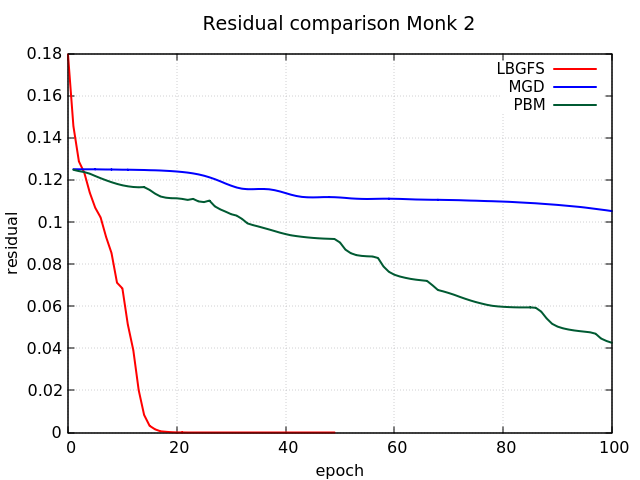 Residual comparison Monk 2
LBGFS
MGD
PBM
0.18
0.16
0.14
0.12
0.1
0.08
0.06
0.04
0.02
0
residual
0 20 40 60 80 100
epoch